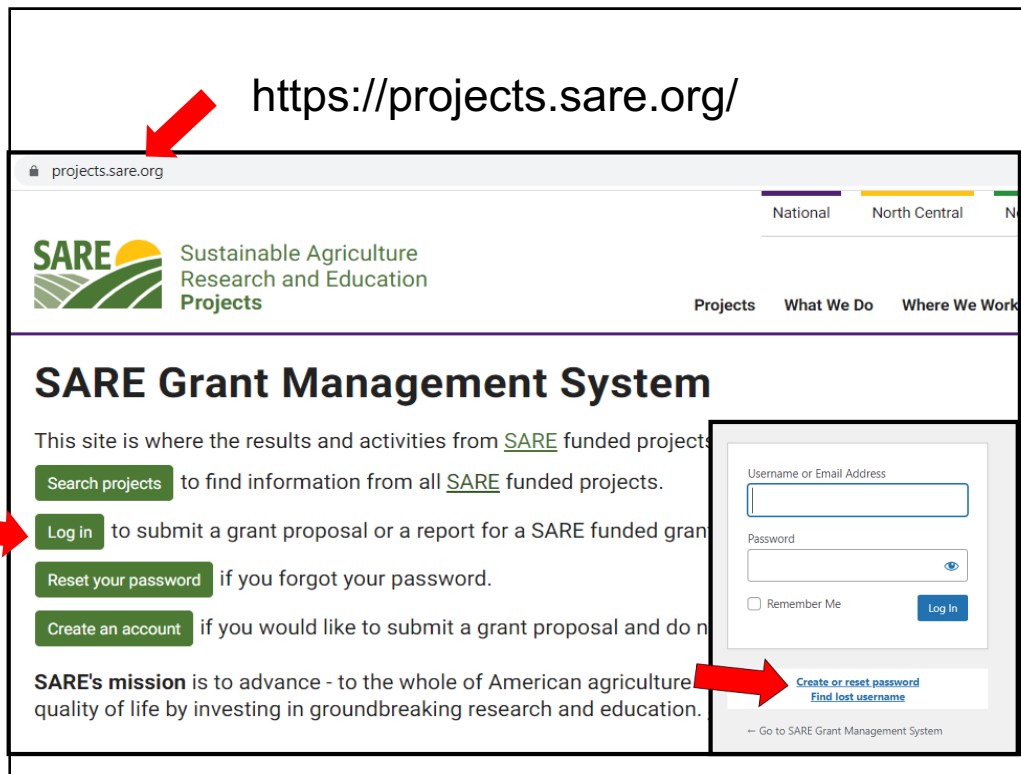 https://projects.sare.org/
projects.sare.org
National North Central
SARE
Sustainable Agriculture
Research and Education
Projects
Projects What We Do Where We Work
SARE Grant Management System
This site is where the results and activities from SARE funded projects
Search projects to find information from all SARE funded projects.
Log in to submit a grant proposal or a report for a SARE funded gran
Reset your password if you forgot your password.
Create an account if you would like to submit a grant proposal and do n
SARE's mission is to advance - to the whole of American agriculture
quality of life by investing in groundbreaking research and education.
Username or Email Address
Password
Remember Me Log In
Create or reset password
Find lost username
← Go to SARE Grant Management System